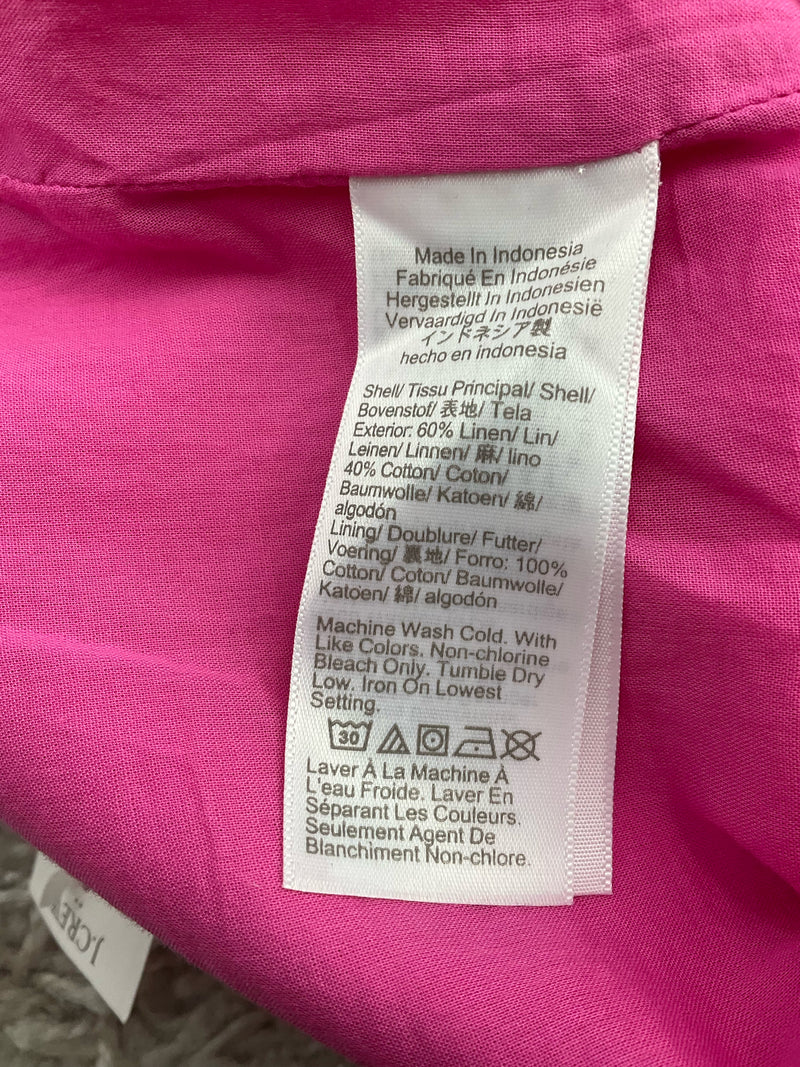 Made In Indonesia
Fabriqué En Indonésie
Hergestellt In Indonesien
Vervaardigd In Indonesië
インドネシア製
hecho en indonesia
Shell/ Tissu Principal/ Shell/
Bovenstof/ 表地/ Tela
Exterior: 60% Linen/ Lin/
Leinen/ Linnen/ 麻/ lino
40% Cotton/ Coton/
Baumwolle/ Katoen/ 綿/
algodón
Lining/ Doublure/ Futter/
Voering/ 裏地/ Forro: 100%
Cotton/ Coton/ Baumwolle/
Katoen/ 綿/ algodón
Machine Wash Cold. With
Like Colors. Non-chlorine
Bleach Only. Tumble Dry
Low. Iron On Lowest
Setting.
30
Laver À La Machine À
L'eau Froide. Laver En
Séparant Les Couleurs.
Seulement Agent De
Blanchiment Non-chlore.
J.CREW